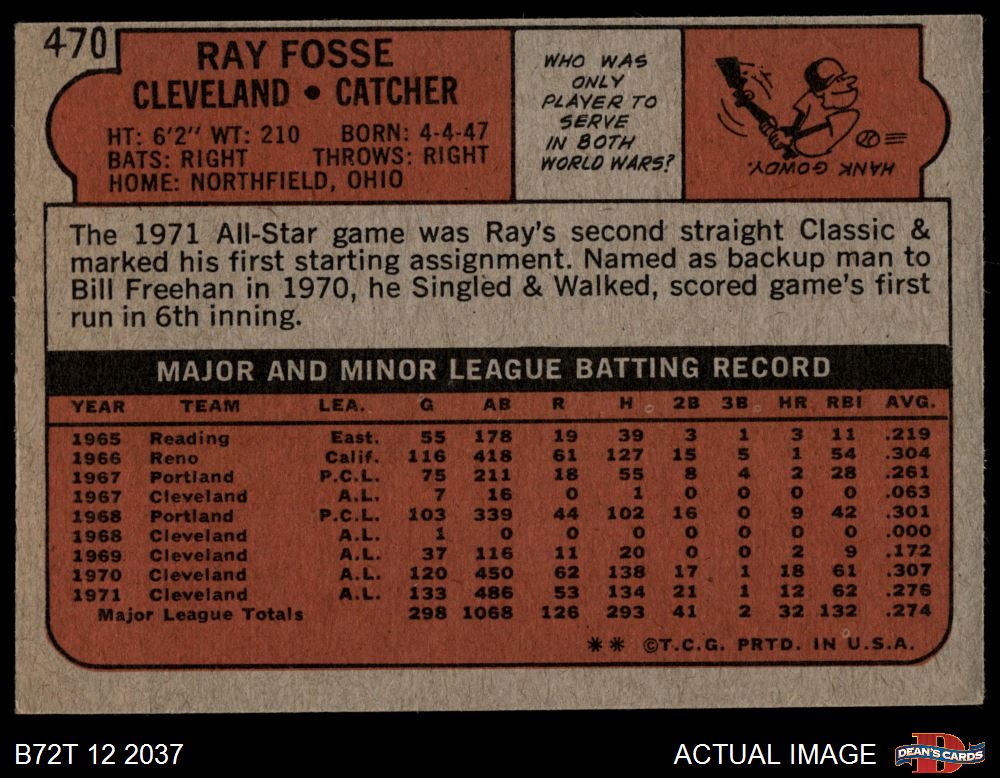 470
RAY FOSSE
CLEVELAND • CATCHER
HT: 6'2" WT: 210 BORN: 4-4-47
BATS: RIGHT THROWS: RIGHT
HOME: NORTHFIELD, OHIO
WHO WAS
ONLY
PLAYER TO
SERVE
IN BOTH
WORLD WARS?
HANK GOWDY.
The 1971 All-Star game was Ray's second straight Classic &
marked his first starting assignment. Named as backup man to
Bill Freehan in 1970, he Singled & Walked, scored game's first
run in 6th inning.
MAJOR AND MINOR LEAGUE BATTING RECORD
YEAR TEAM LEA. G AB R H 2B 3B HR RBI AVG.
1965 Reading East. 55 178 19 39 3 1 3 11 .219
1966 Reno Calif. 116 418 61 127 15 5 1 54 .304
1967 Portland P.C.L. 75 211 18 55 8 4 2 28 .261
1967 Cleveland A.L. 7 16 0 1 0 0 0 0 .063
1968 Portland P.C.L. 103 339 44 102 16 0 9 42 .301
1968 Cleveland A.L. 1 0 0 0 0 0 0 0 .000
1969 Cleveland A.L. 37 116 11 20 0 0 2 9 .172
1970 Cleveland A.L. 120 450 62 138 17 1 18 61 .307
1971 Cleveland A.L. 133 486 53 134 21 1 12 62 .276
Major League Totals 298 1068 126 293 41 2 32 132 .274
** ©T.C.G. PRTD. IN U.S.A.
B72T 12 2037
ACTUAL IMAGE
DEAN'S CARDS